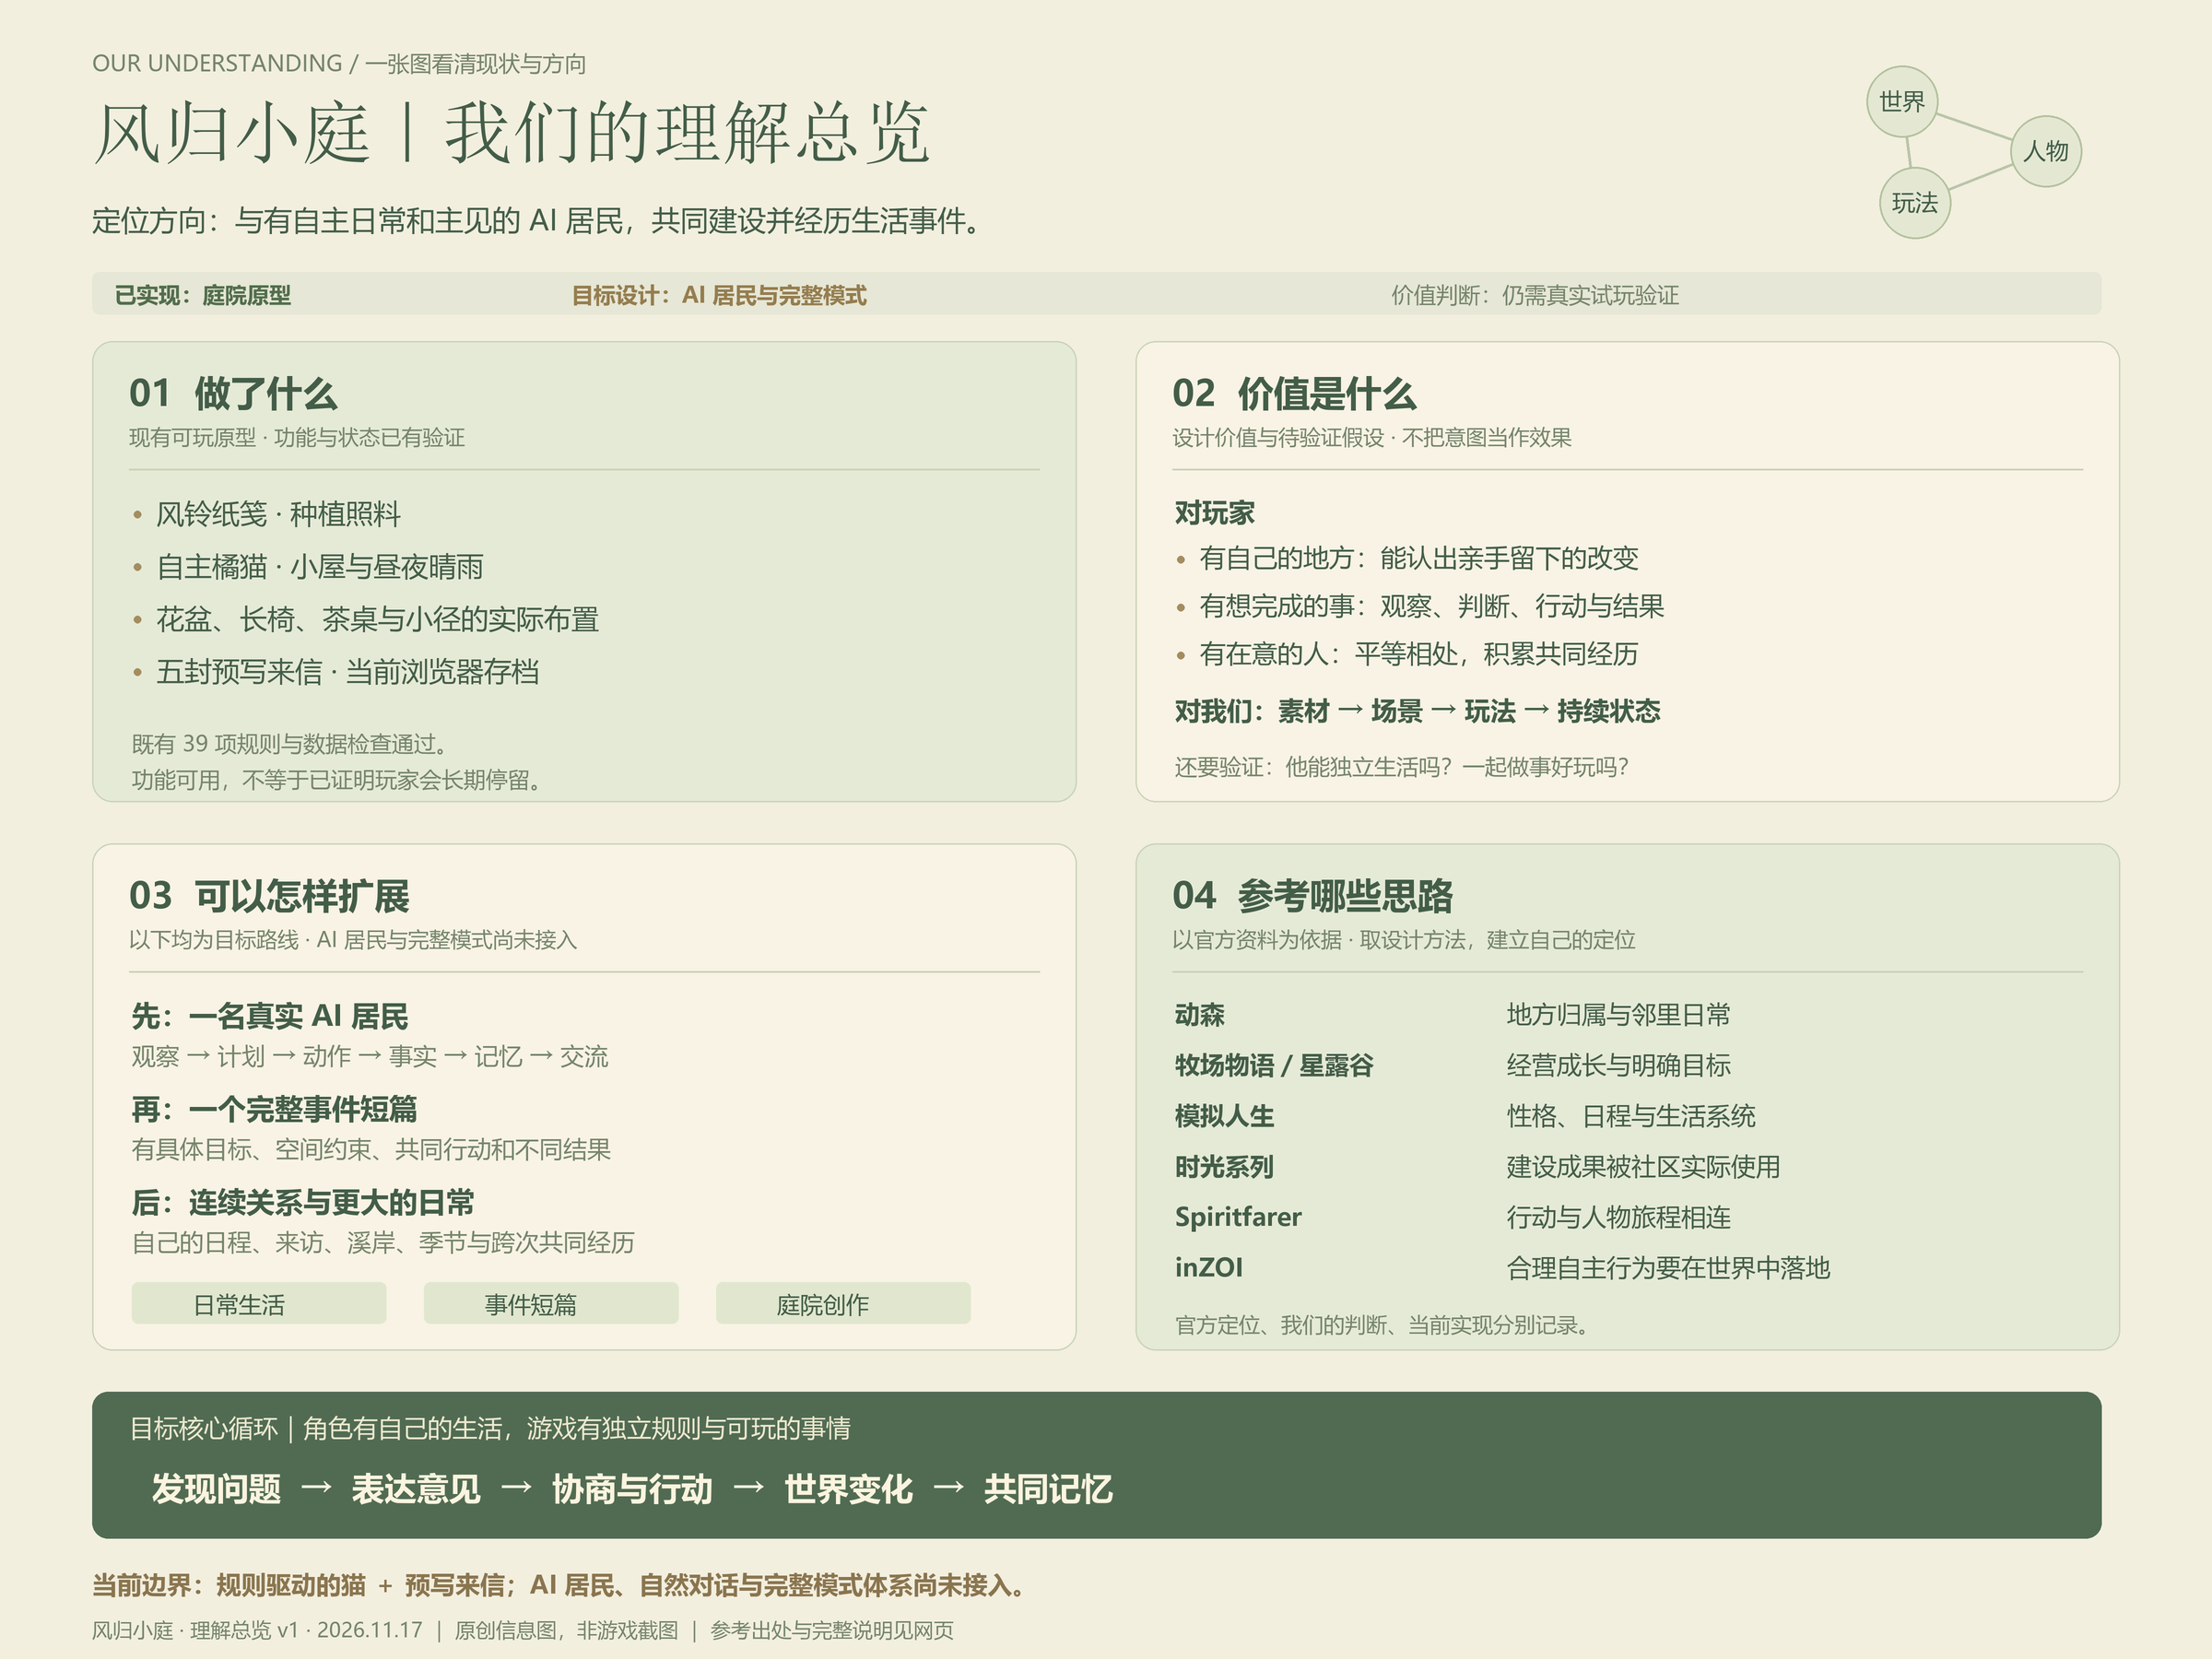 OUR UNDERSTANDING / 一张图看清现状与方向
风归小庭｜我们的理解总览
定位方向：与有自主日常和主见的 AI 居民，共同建设并经历生活事件。
世界
人物
玩法
已实现：庭院原型
目标设计：AI 居民与完整模式
价值判断：仍需真实试玩验证
01 做了什么
现有可玩原型 · 功能与状态已有验证
• 风铃纸笺 · 种植照料
• 自主橘猫 · 小屋与昼夜晴雨
• 花盆、长椅、茶桌与小径的实际布置
• 五封预写来信 · 当前浏览器存档
既有 39 项规则与数据检查通过。
功能可用，不等于已证明玩家会长期停留。
02 价值是什么
设计价值与待验证假设 · 不把意图当作效果
对玩家
• 有自己的地方：能认出亲手留下的改变
• 有想完成的事：观察、判断、行动与结果
• 有在意的人：平等相处，积累共同经历
对我们：素材 → 场景 → 玩法 → 持续状态
还要验证：他能独立生活吗？一起做事好玩吗？
03 可以怎样扩展
以下均为目标路线 · AI 居民与完整模式尚未接入
先：一名真实 AI 居民
观察 → 计划 → 动作 → 事实 → 记忆 → 交流
再：一个完整事件短篇
有具体目标、空间约束、共同行动和不同结果
后：连续关系与更大的日常
自己的日程、来访、溪岸、季节与跨次共同经历
日常生活
事件短篇
庭院创作
04 参考哪些思路
以官方资料为依据 · 取设计方法，建立自己的定位
动森 地方归属与邻里日常
牧场物语 / 星露谷 经营成长与明确目标
模拟人生 性格、日程与生活系统
时光系列 建设成果被社区实际使用
Spiritfarer 行动与人物旅程相连
inZOI 合理自主行为要在世界中落地
官方定位、我们的判断、当前实现分别记录。
目标核心循环｜角色有自己的生活，游戏有独立规则与可玩的事情
发现问题 → 表达意见 → 协商与行动 → 世界变化 → 共同记忆
当前边界：规则驱动的猫 + 预写来信；AI 居民、自然对话与完整模式体系尚未接入。
风归小庭 · 理解总览 v1 · 2026.11.17 ｜ 原创信息图，非游戏截图 ｜ 参考出处与完整说明见网页